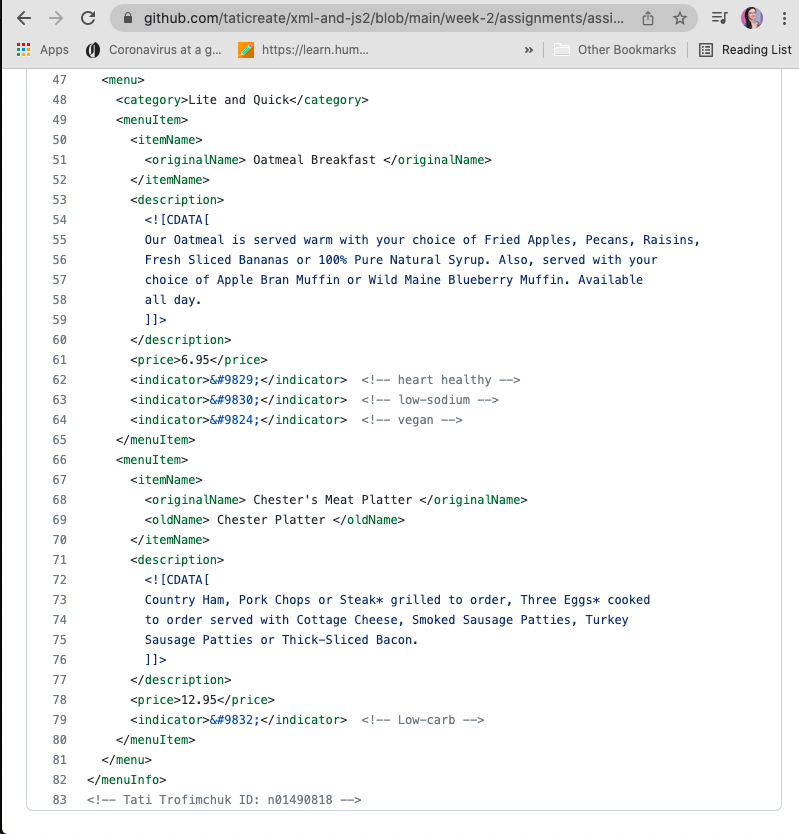 github.com/taticreate/xml-and-js2/blob/main/week-2/assignments/assi...
Apps Coronavirus at a g... https://learn.hum... » Other Bookmarks Reading List
47 <menu>
48 <category>Lite and Quick</category>
49 <menuItem>
50 <itemName>
51 <originalName> Oatmeal Breakfast </originalName>
52 </itemName>
53 <description>
54 <![CDATA[
55 Our Oatmeal is served warm with your choice of Fried Apples, Pecans, Raisins,
56 Fresh Sliced Bananas or 100% Pure Natural Syrup. Also, served with your
57 choice of Apple Bran Muffin or Wild Maine Blueberry Muffin. Available
58 all day.
59 ]]>
60 </description>
61 <price>6.95</price>
62 <indicator>&#9829;</indicator> <!-- heart healthy -->
63 <indicator>&#9830;</indicator> <!-- low-sodium -->
64 <indicator>&#9824;</indicator> <!-- vegan -->
65 </menuItem>
66 <menuItem>
67 <itemName>
68 <originalName> Chester's Meat Platter </originalName>
69 <oldName> Chester Platter </oldName>
70 </itemName>
71 <description>
72 <![CDATA[
73 Country Ham, Pork Chops or Steak* grilled to order, Three Eggs* cooked
74 to order served with Cottage Cheese, Smoked Sausage Patties, Turkey
75 Sausage Patties or Thick-Sliced Bacon.
76 ]]>
77 </description>
78 <price>12.95</price>
79 <indicator>&#9832;</indicator> <!-- Low-carb -->
80 </menuItem>
81 </menu>
82 </menuInfo>
83 <!-- Tati Trofimchuk ID: n01490818 -->